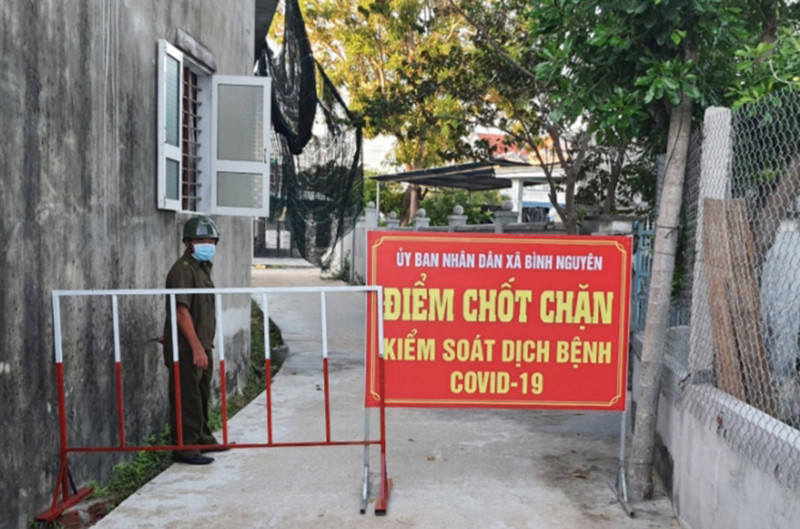 ỦY BAN NHÂN DÂN XÃ BÌNH NGUYÊN
ĐIỂM CHỐT CHẶN
KIỂM SOÁT DỊCH BỆNH
COVID-19